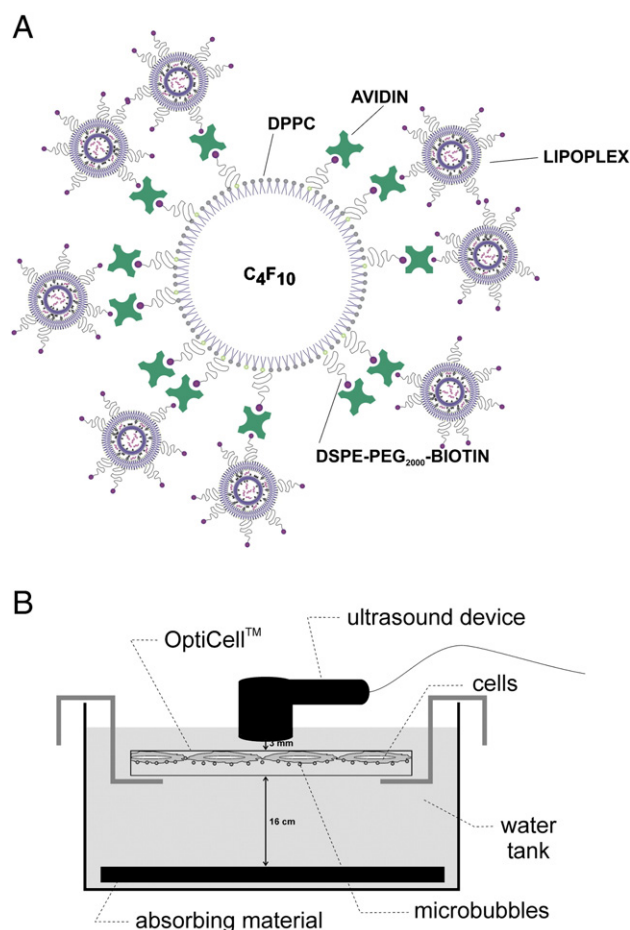 A
AVIDIN
DPPC
LIPOPLEX
C₄F₁₀
DSPE-PEG₂₀₀₀-BIOTIN
B
ultrasound device
OptiCell™
cells
3 mm
16 cm
water
tank
microbubbles
absorbing material